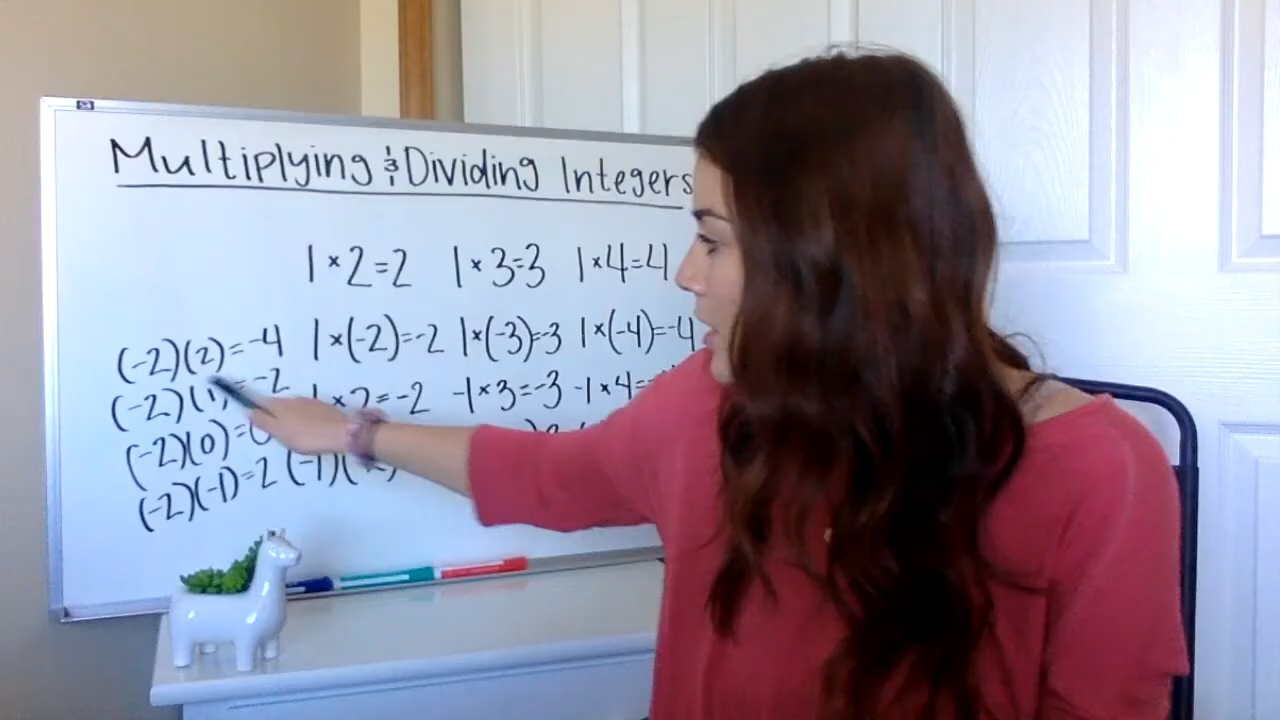 Multiplying & Dividing Integers
1×2=2 1×3=3 1×4=4
(-2)(2)=-4 1×(-2)=-2 1×(-3)=-3 1×(-4)=-4
(-2)(1)=-2 1×2=-2 -1×3=-3 -1×4=-
(-2)(0)=0
(-2)(-1)=2 (-1)(